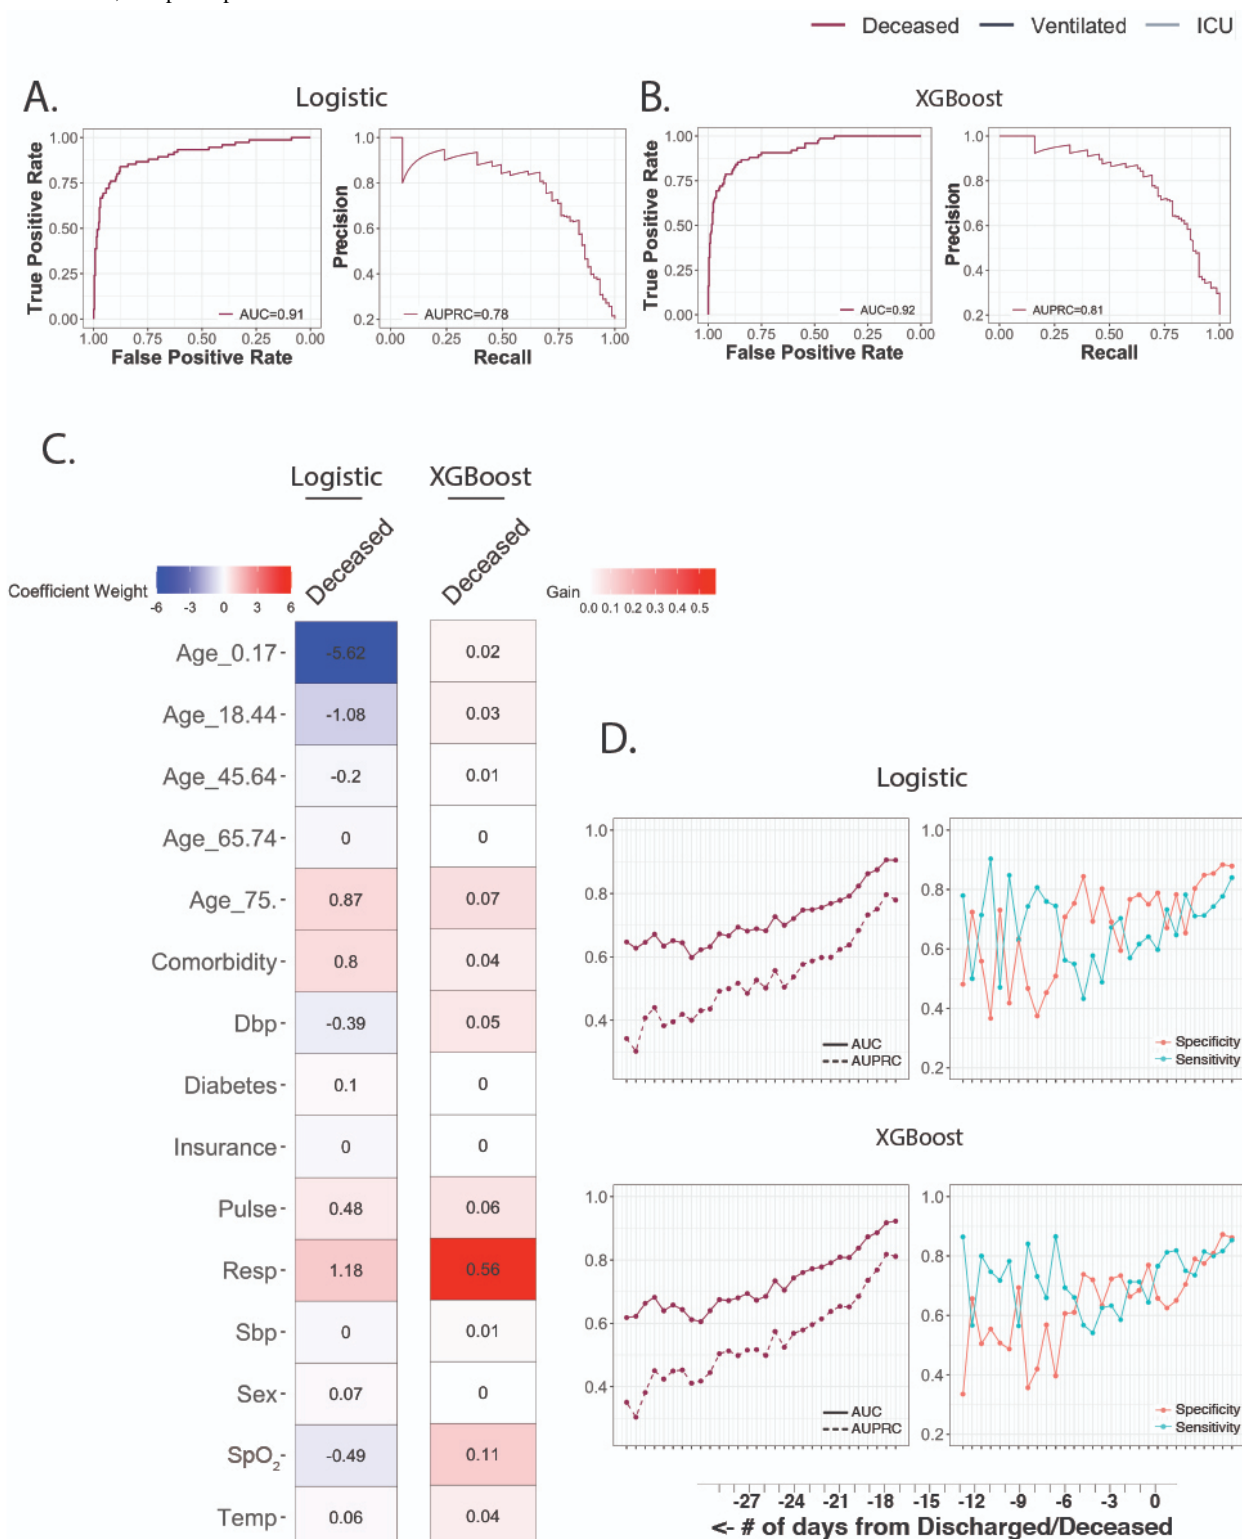 Deceased Ventilated ICU
A. Logistic
B. XGBoost
True Positive Rate
1.00
0.75
0.50
0.25
0.00
AUC=0.91
1.00 0.75 0.50 0.25 0.00
False Positive Rate
Precision
1.0
0.8
0.6
0.4
0.2
AUPRC=0.78
0.00 0.25 0.50 0.75 1.00
Recall
True Positive Rate
1.00
0.75
0.50
0.25
0.00
AUC=0.92
1.00 0.75 0.50 0.25 0.00
False Positive Rate
Precision
1.0
0.8
0.6
0.4
0.2
AUPRC=0.81
0.00 0.25 0.50 0.75 1.00
Recall
C.
Logistic XGBoost
Deceased Deceased
Coefficient Weight
-6 -3 0 3 6
Gain
0.0 0.1 0.2 0.3 0.4 0.5
Age_0.17 -5.62 0.02
Age_18.44 -1.08 0.03
Age_45.64 -0.2 0.01
Age_65.74 0 0
Age_75. 0.87 0.07
Comorbidity 0.8 0.04
Dbp -0.39 0.05
Diabetes 0.1 0
Insurance 0 0
Pulse 0.48 0.06
Resp 1.18 0.56
Sbp 0 0.01
Sex 0.07 0
SpO2 -0.49 0.11
Temp 0.06 0.04
D.
Logistic
1.0
0.8
0.6
0.4
AUC
AUPRC
1.0
0.8
0.6
0.4
0.2
Specificity
Sensitivity
XGBoost
1.0
0.8
0.6
0.4
AUC
AUPRC
1.0
0.8
0.6
0.4
0.2
Specificity
Sensitivity
-27 -24 -21 -18 -15 -12 -9 -6 -3 0
<- # of days from Discharged/Deceased